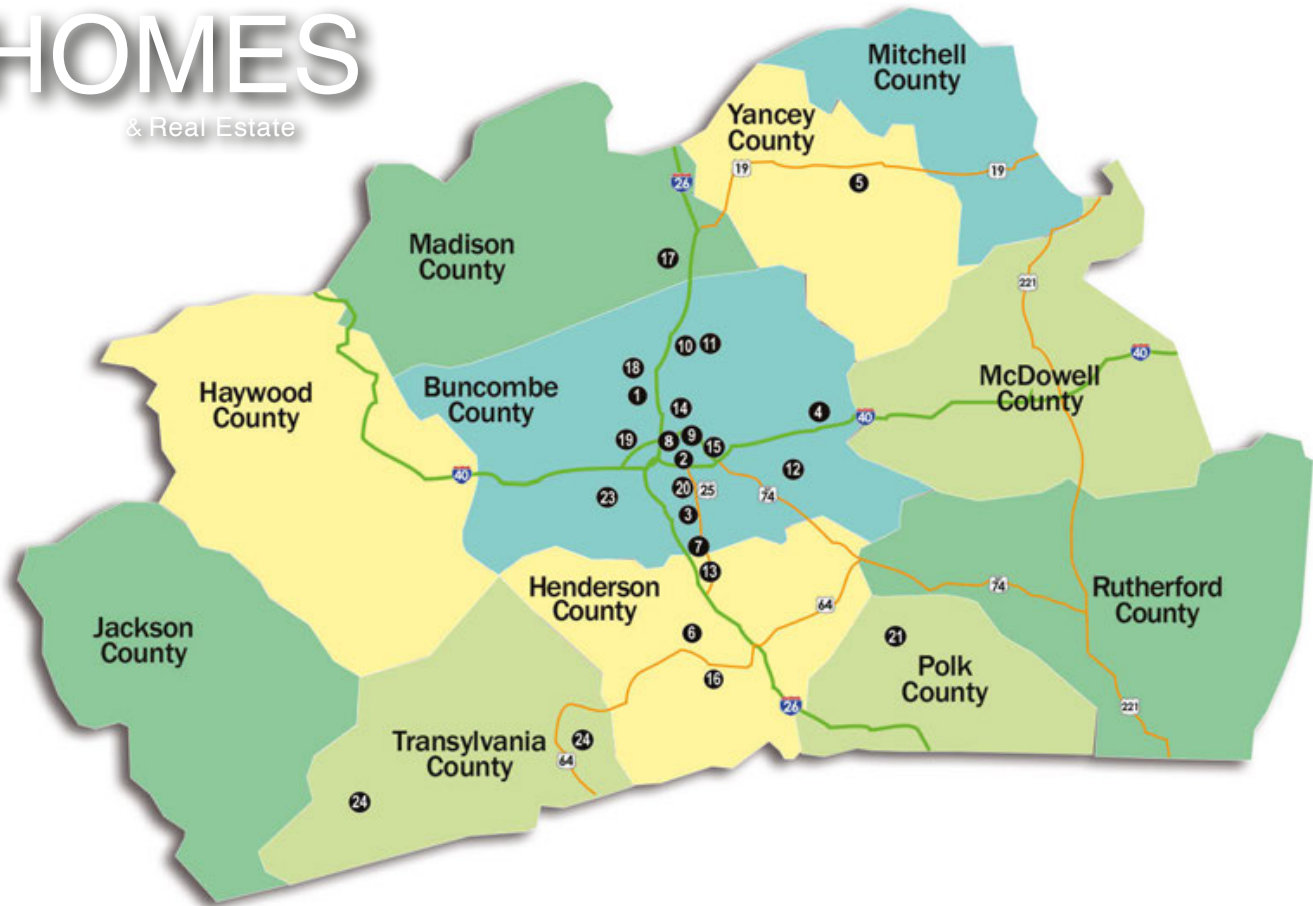 HOMES
& Real Estate
Mitchell
County
Yancey
County
19
19
26
5
Madison
County
17
221
10
11
40
18
Haywood
County
Buncombe
County
1
14
4
40
McDowell
County
19
8
9
15
2
12
40
23
20
25
74
3
7
13
Henderson
County
64
74
Rutherford
County
Jackson
County
6
21
16
Polk
County
26
221
Transylvania
County
24
64
24